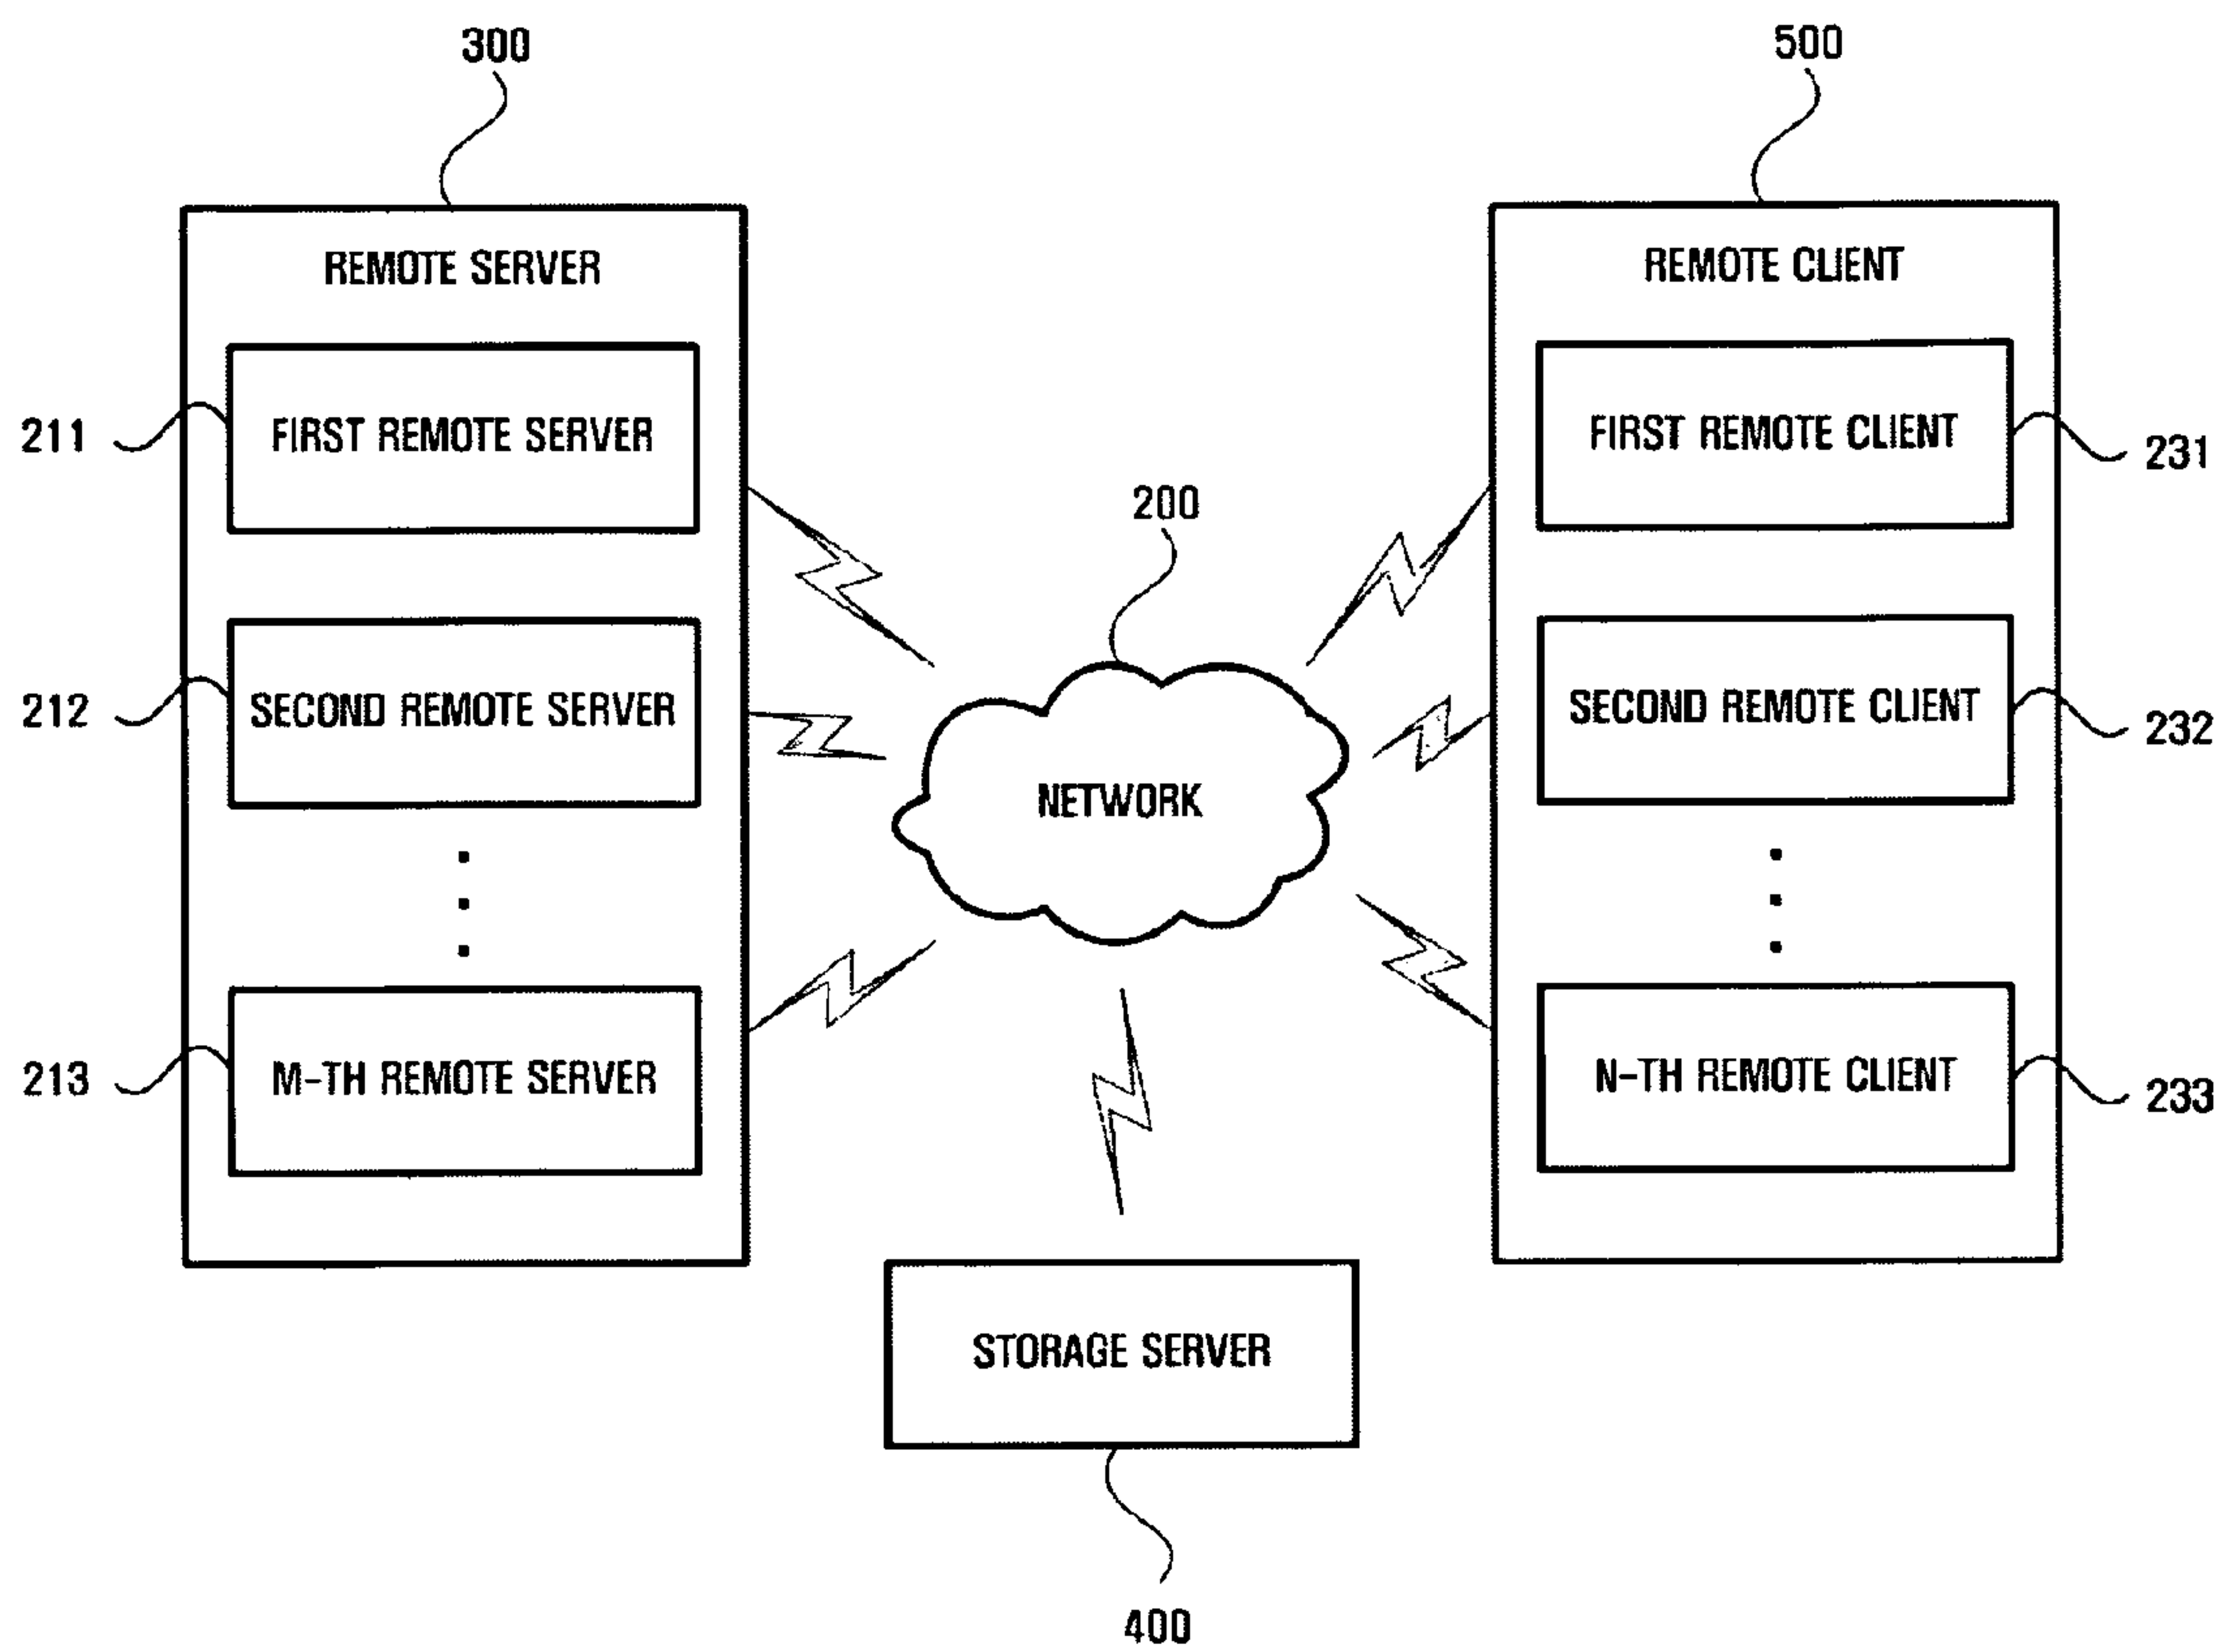 300
500
REMOTE SERVER
REMOTE CLIENT
211
FIRST REMOTE SERVER
FIRST REMOTE CLIENT
231
200
212
SECOND REMOTE SERVER
SECOND REMOTE CLIENT
232
NETWORK
213
M-TH REMOTE SERVER
N-TH REMOTE CLIENT
233
STORAGE SERVER
400